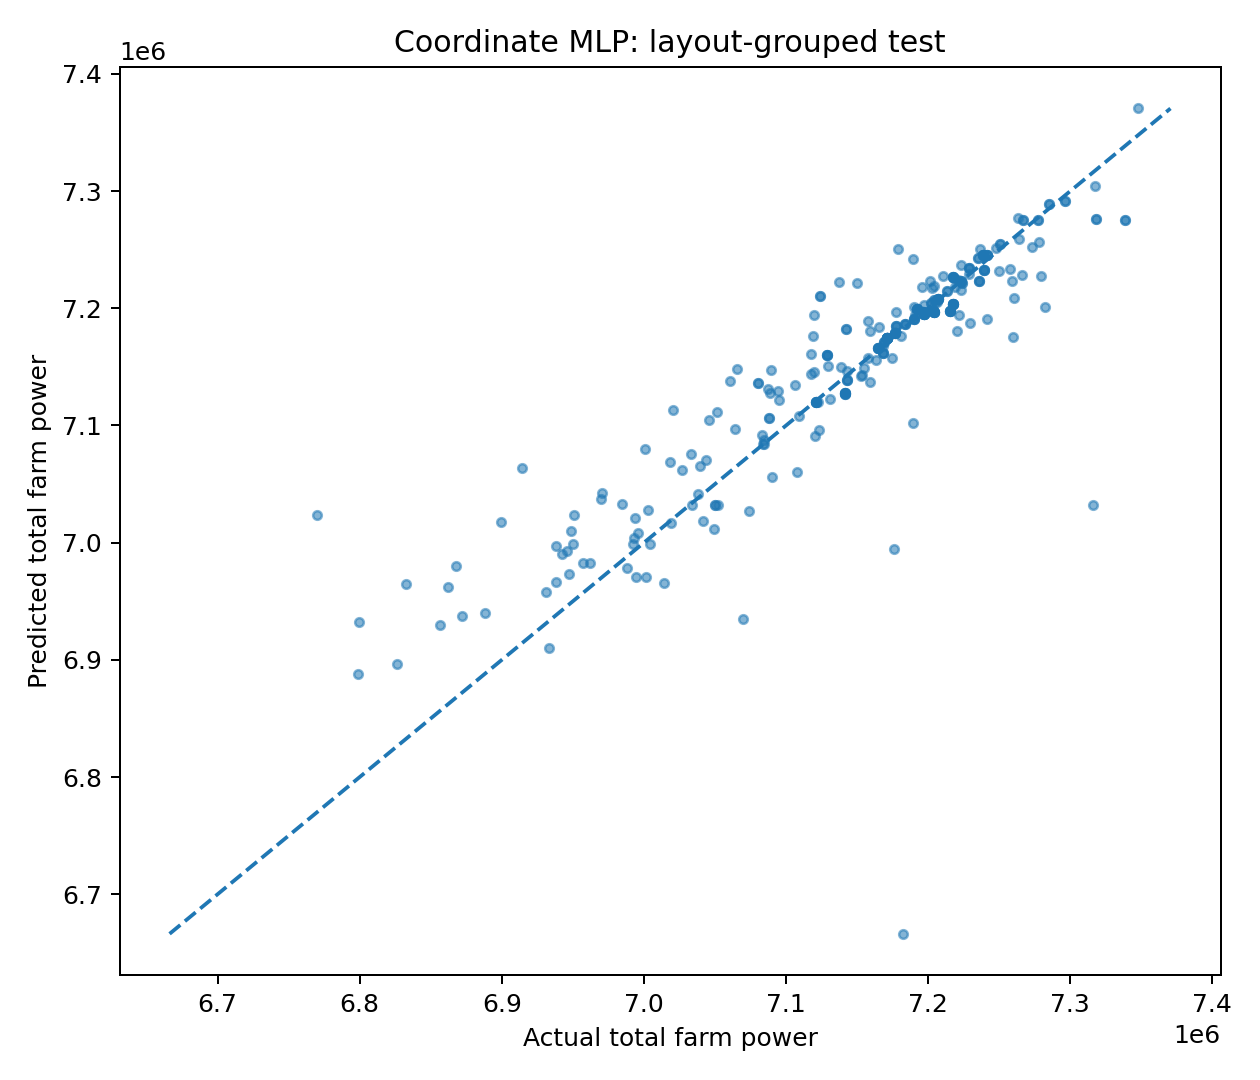 Coordinate MLP: layout-grouped test
1e6
7.4
7.3
7.2
7.1
7.0
6.9
6.8
6.7
Predicted total farm power
6.7 6.8 6.9 7.0 7.1 7.2 7.3 7.4
1e6
Actual total farm power